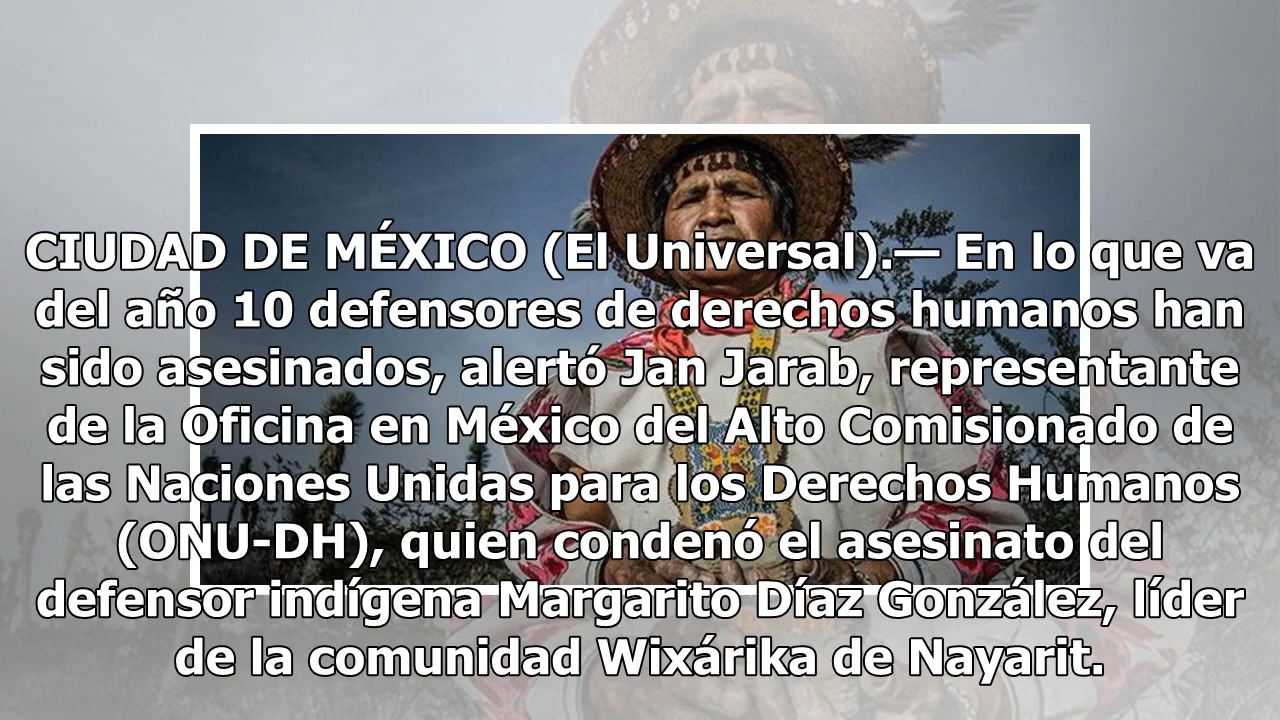 CIUDAD DE MÉXICO (El Universal).— En lo que va
del año 10 defensores de derechos humanos han
sido asesinados, alertó Jan Jarab, representante
de la Oficina en México del Alto Comisionado de
las Naciones Unidas para los Derechos Humanos
(ONU-DH), quien condenó el asesinato del
defensor indígena Margarito Díaz González, líder
de la comunidad Wixárika de Nayarit.